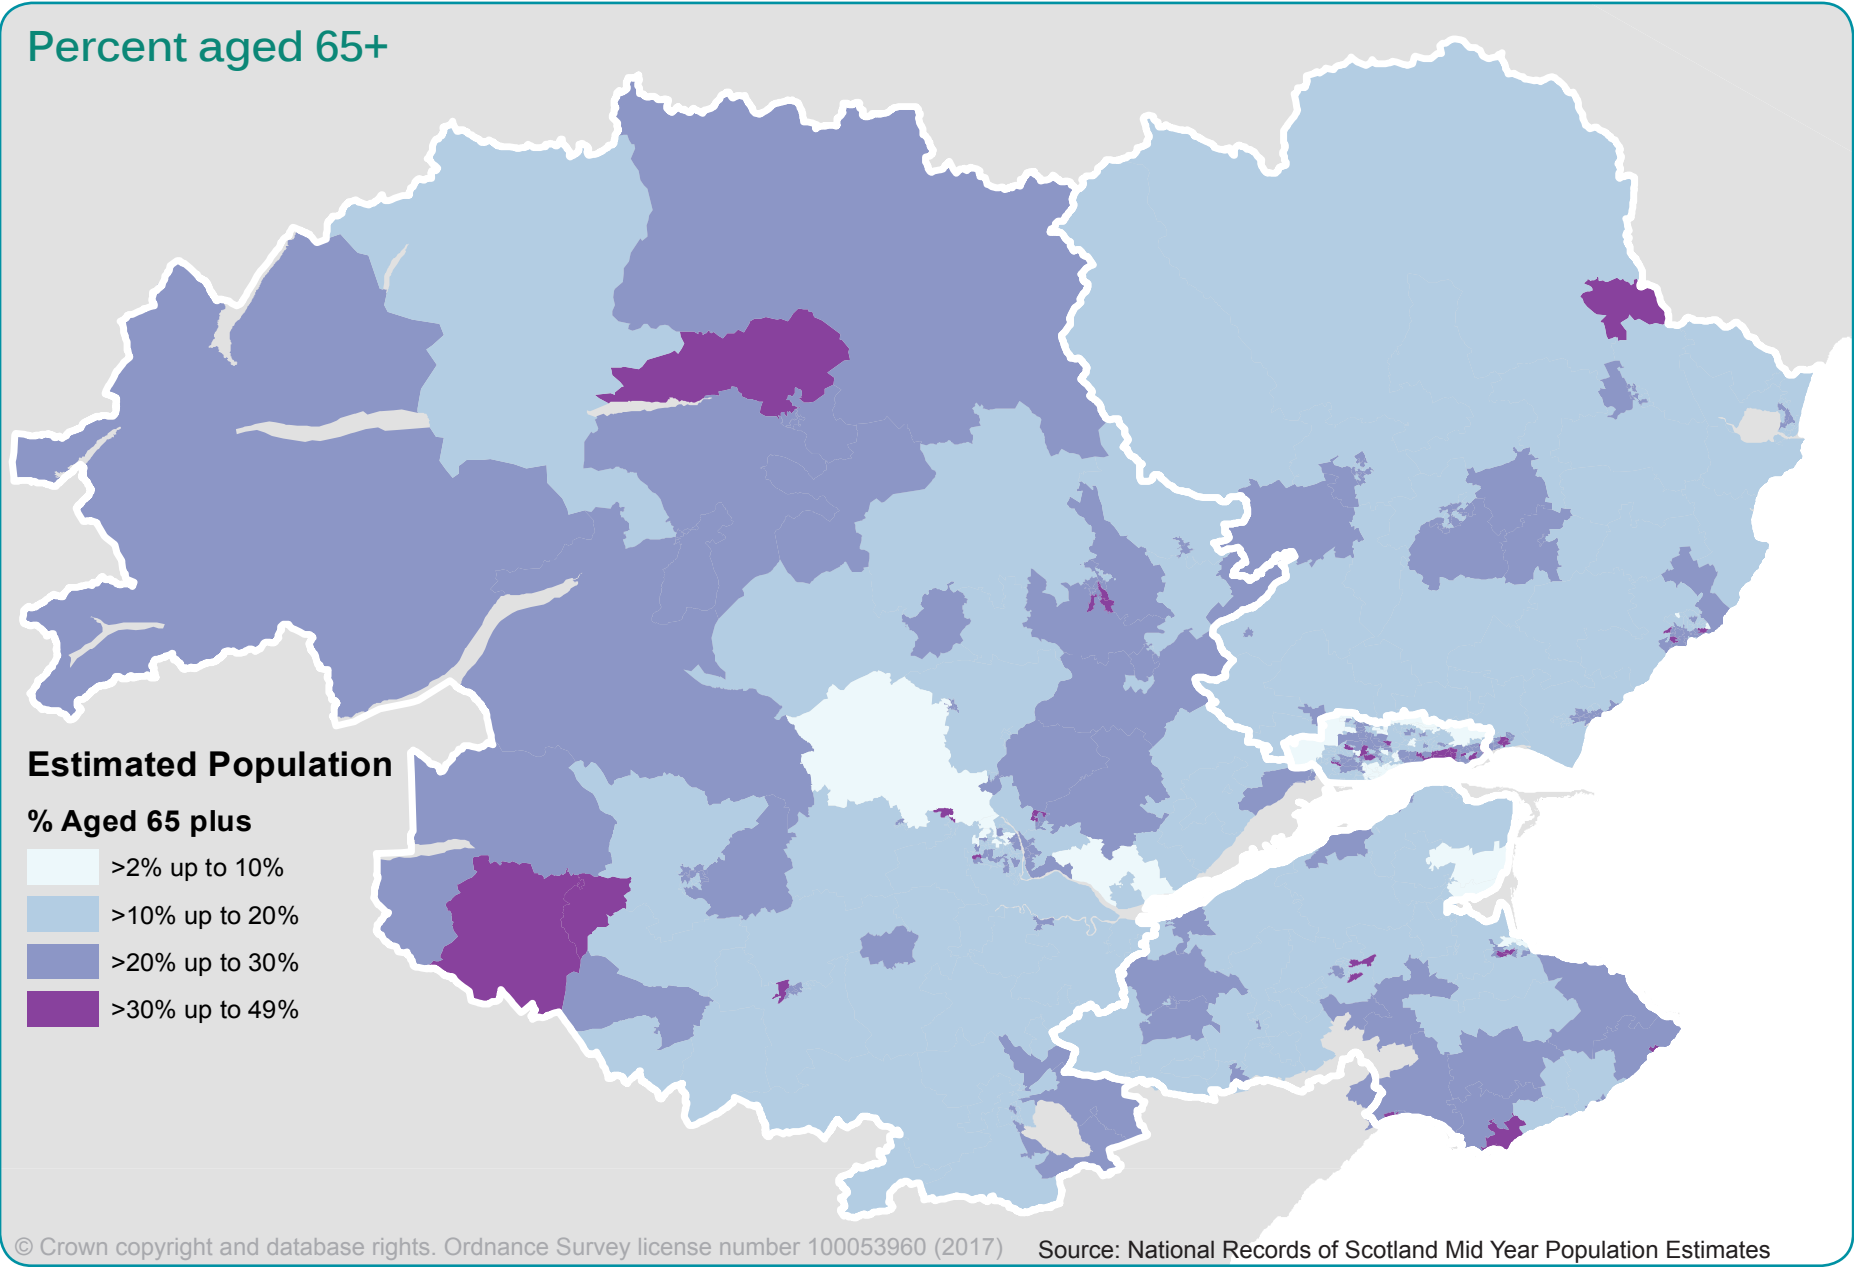 Percent aged 65+
Estimated Population
% Aged 65 plus
>2% up to 10%
>10% up to 20%
>20% up to 30%
>30% up to 49%
© Crown copyright and database rights. Ordnance Survey license number 100053960 (2017)
Source: National Records of Scotland Mid Year Population Estimates